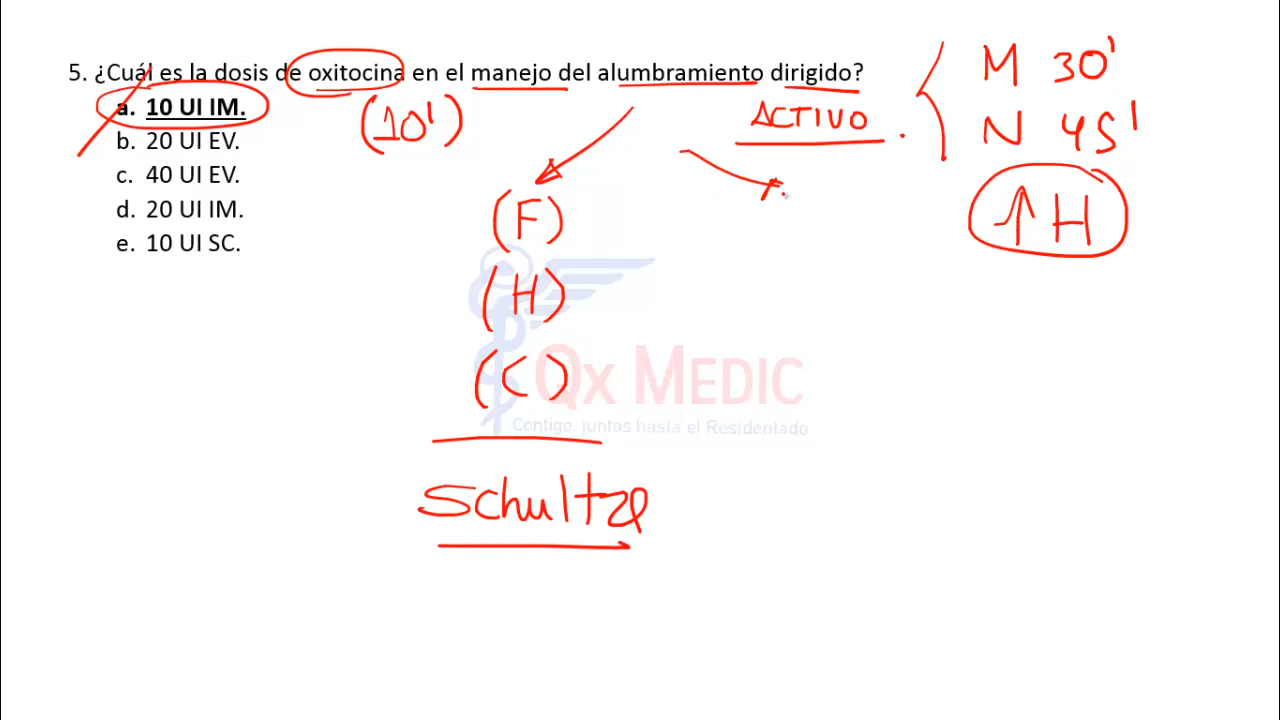 5. ¿Cuál es la dosis de oxitocina en el manejo del alumbramiento dirigido?
a. 10 UI IM.
b. 20 UI EV.
c. 40 UI EV.
d. 20 UI IM.
e. 10 UI SC.
(10')
ACTIVO
M 30'
N 45'
↑ H
(F)
(H)
(C)
Schultze
Qx MEDIC
Contigo, juntos hasta el Residentado